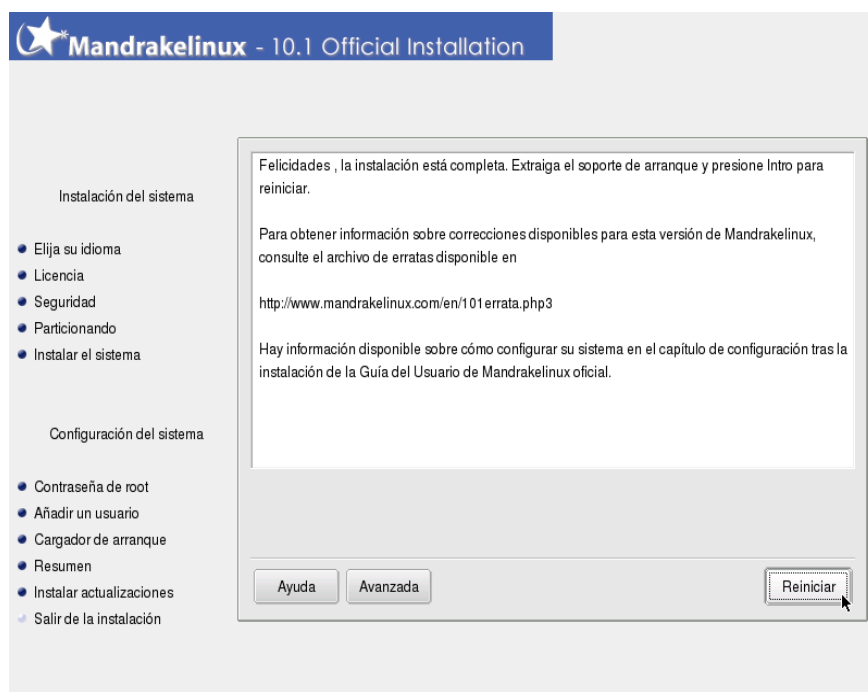 Mandrakelinux - 10.1 Official Installation
Instalación del sistema
Elija su idioma
Licencia
Seguridad
Particionando
Instalar el sistema
Configuración del sistema
Contraseña de root
Añadir un usuario
Cargador de arranque
Resumen
Instalar actualizaciones
Salir de la instalación
Felicidades , la instalación está completa. Extraiga el soporte de arranque y presione Intro para
reiniciar.
Para obtener información sobre correcciones disponibles para esta versión de Mandrakelinux,
consulte el archivo de erratas disponible en
http://www.mandrakelinux.com/en/101errata.php3
Hay información disponible sobre cómo configurar su sistema en el capítulo de configuración tras la
instalación de la Guía del Usuario de Mandrakelinux oficial.
Ayuda
Avanzada
Reiniciar